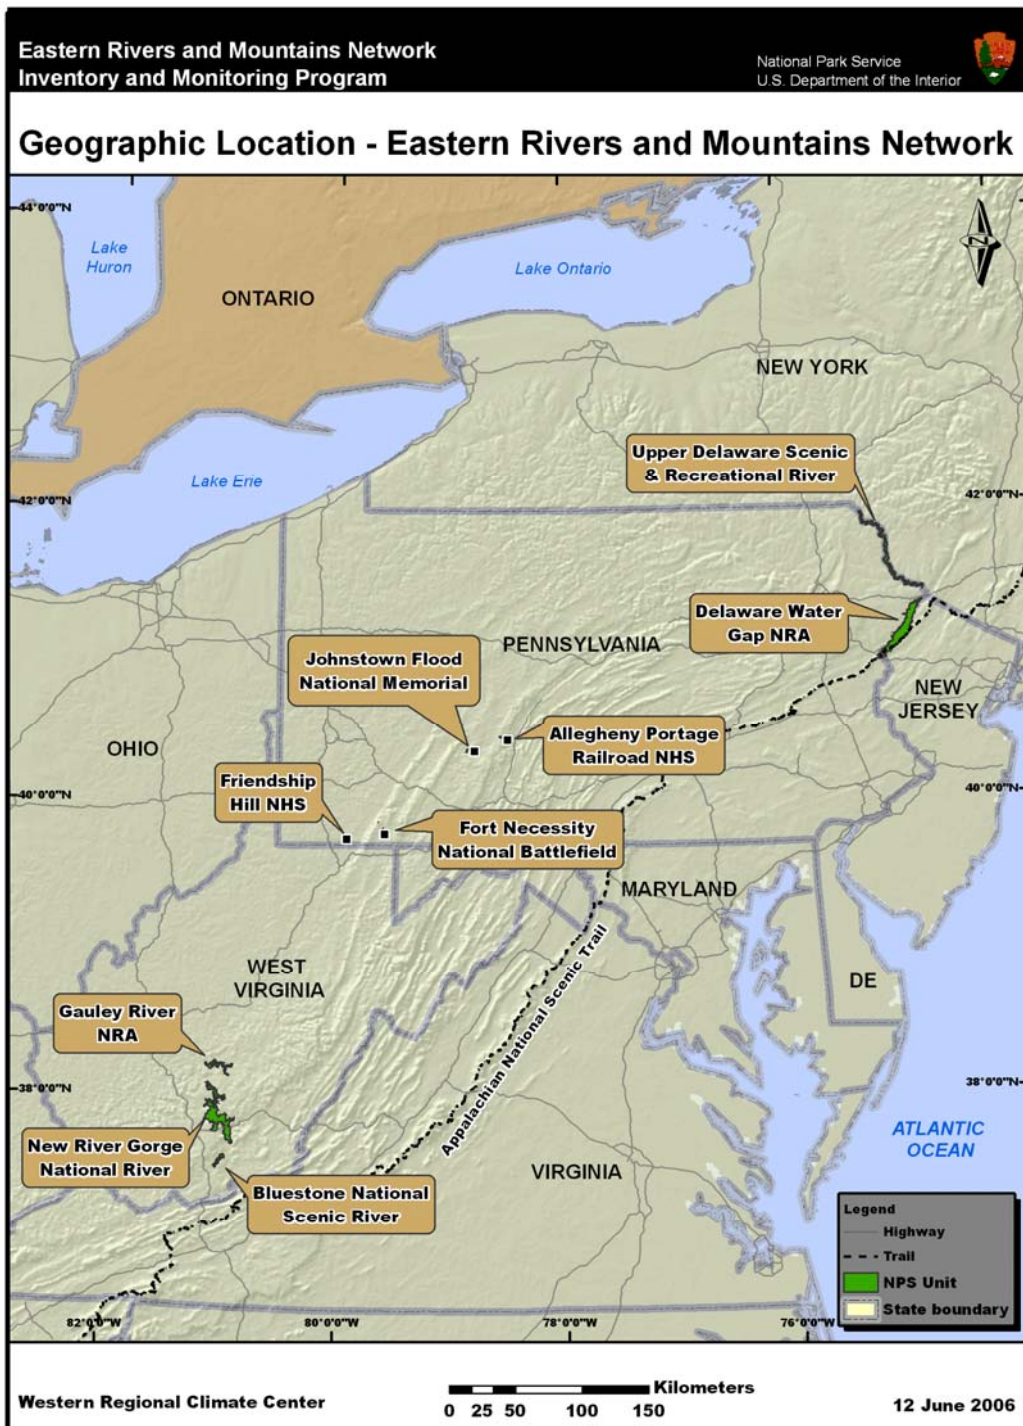 Eastern Rivers and Mountains Network
Inventory and Monitoring Program
National Park Service
U.S. Department of the Interior
Geographic Location - Eastern Rivers and Mountains Network
44°0'0"N
Lake
Huron
ONTARIO
Lake Ontario
N
NEW YORK
Upper Delaware Scenic
& Recreational River
Lake Erie
42°0'0"N
42°0'0"N
Delaware Water
Gap NRA
PENNSYLVANIA
Johnstown Flood
National Memorial
NEW
JERSEY
OHIO
Allegheny Portage
Railroad NHS
Friendship
Hill NHS
40°0'0"N
40°0'0"N
Fort Necessity
National Battlefield
MARYLAND
WEST
VIRGINIA
DE
Appalachian National Scenic Trail
Gauley River
NRA
38°0'0"N
38°0'0"N
New River Gorge
National River
ATLANTIC
OCEAN
VIRGINIA
Bluestone National
Scenic River
Legend
Highway
Trail
NPS Unit
State boundary
82°0'0"W
80°0'0"W
78°0'0"W
76°0'0"W
Western Regional Climate Center
Kilometers
0 25 50 100 150
12 June 2006